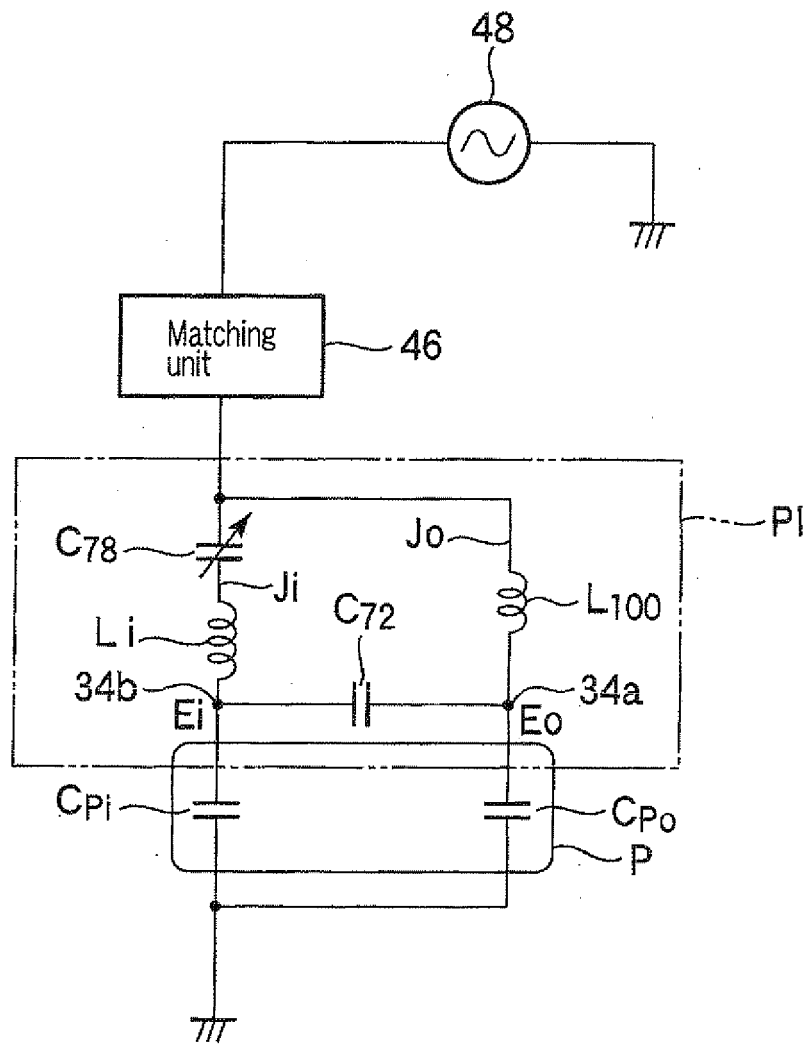 48
Matching
unit
46
PI
C78
Jo
Ji
C72
L100
Li
34b
34a
Ei
Eo
CPi
CPo
P